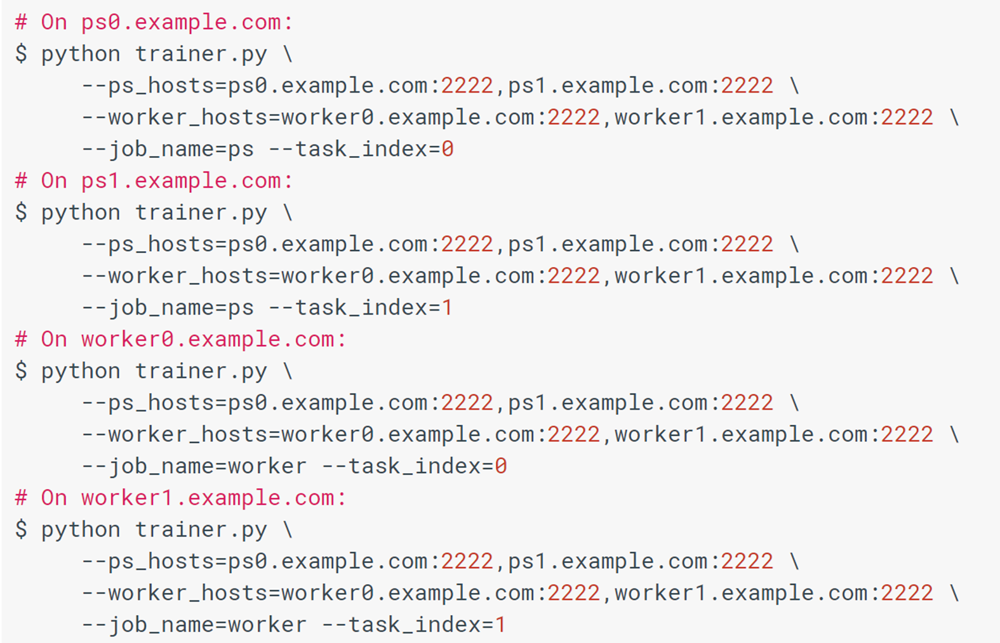 # On ps0.example.com:
$ python trainer.py \
--ps_hosts=ps0.example.com:2222,ps1.example.com:2222 \
--worker_hosts=worker0.example.com:2222,worker1.example.com:2222 \
--job_name=ps --task_index=0
# On ps1.example.com:
$ python trainer.py \
--ps_hosts=ps0.example.com:2222,ps1.example.com:2222 \
--worker_hosts=worker0.example.com:2222,worker1.example.com:2222 \
--job_name=ps --task_index=1
# On worker0.example.com:
$ python trainer.py \
--ps_hosts=ps0.example.com:2222,ps1.example.com:2222 \
--worker_hosts=worker0.example.com:2222,worker1.example.com:2222 \
--job_name=worker --task_index=0
# On worker1.example.com:
$ python trainer.py \
--ps_hosts=ps0.example.com:2222,ps1.example.com:2222 \
--worker_hosts=worker0.example.com:2222,worker1.example.com:2222 \
--job_name=worker --task_index=1